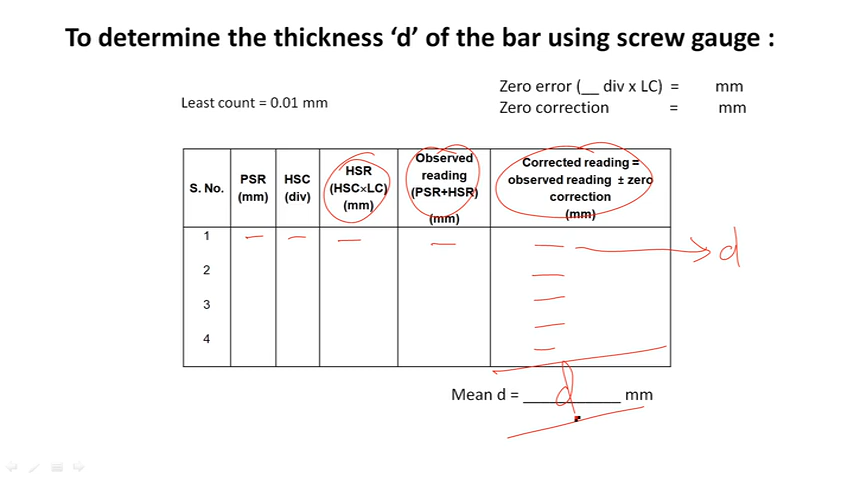 To determine the thickness ‘d’ of the bar using screw gauge :
Zero error (__ div x LC) = mm
Least count = 0.01 mm
Zero correction = mm
S. No.
PSR
(mm)
HSC
(div)
HSR
(HSC×LC)
(mm)
Observed
reading
(PSR+HSR)
(mm)
Corrected reading =
observed reading ± zero
correction
(mm)
1
d
2
3
4
Mean d = ___________ mm
d